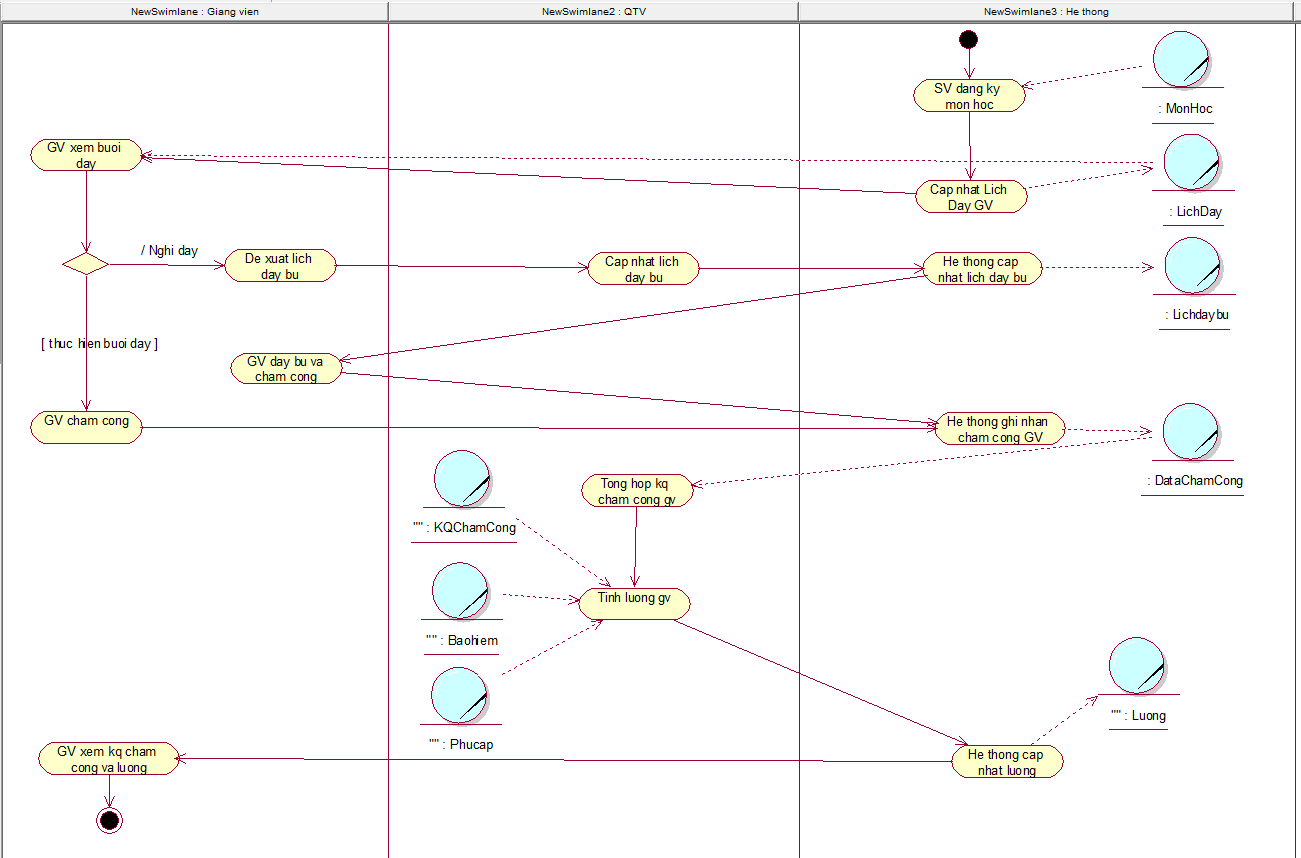 NewSwimlane : Giang vien
NewSwimlane2 : QTV
NewSwimlane3 : He thong
SV dang ky
mon hoc
: MonHoc
GV xem buoi
day
Cap nhat Lich
Day GV
: LichDay
/ Nghi day
De xuat lich
day bu
Cap nhat lich
day bu
He thong cap
nhat lich day bu
: Lichdaybu
[ thuc hien buoi day ]
GV day bu va
cham cong
GV cham cong
He thong ghi nhan
cham cong GV
: DataChamCong
Tong hop kq
cham cong gv
"" : KQChamCong
Tinh luong gv
"" : Baohiem
"" : Phucap
"" : Luong
GV xem kq cham
cong va luong
He thong cap
nhat luong